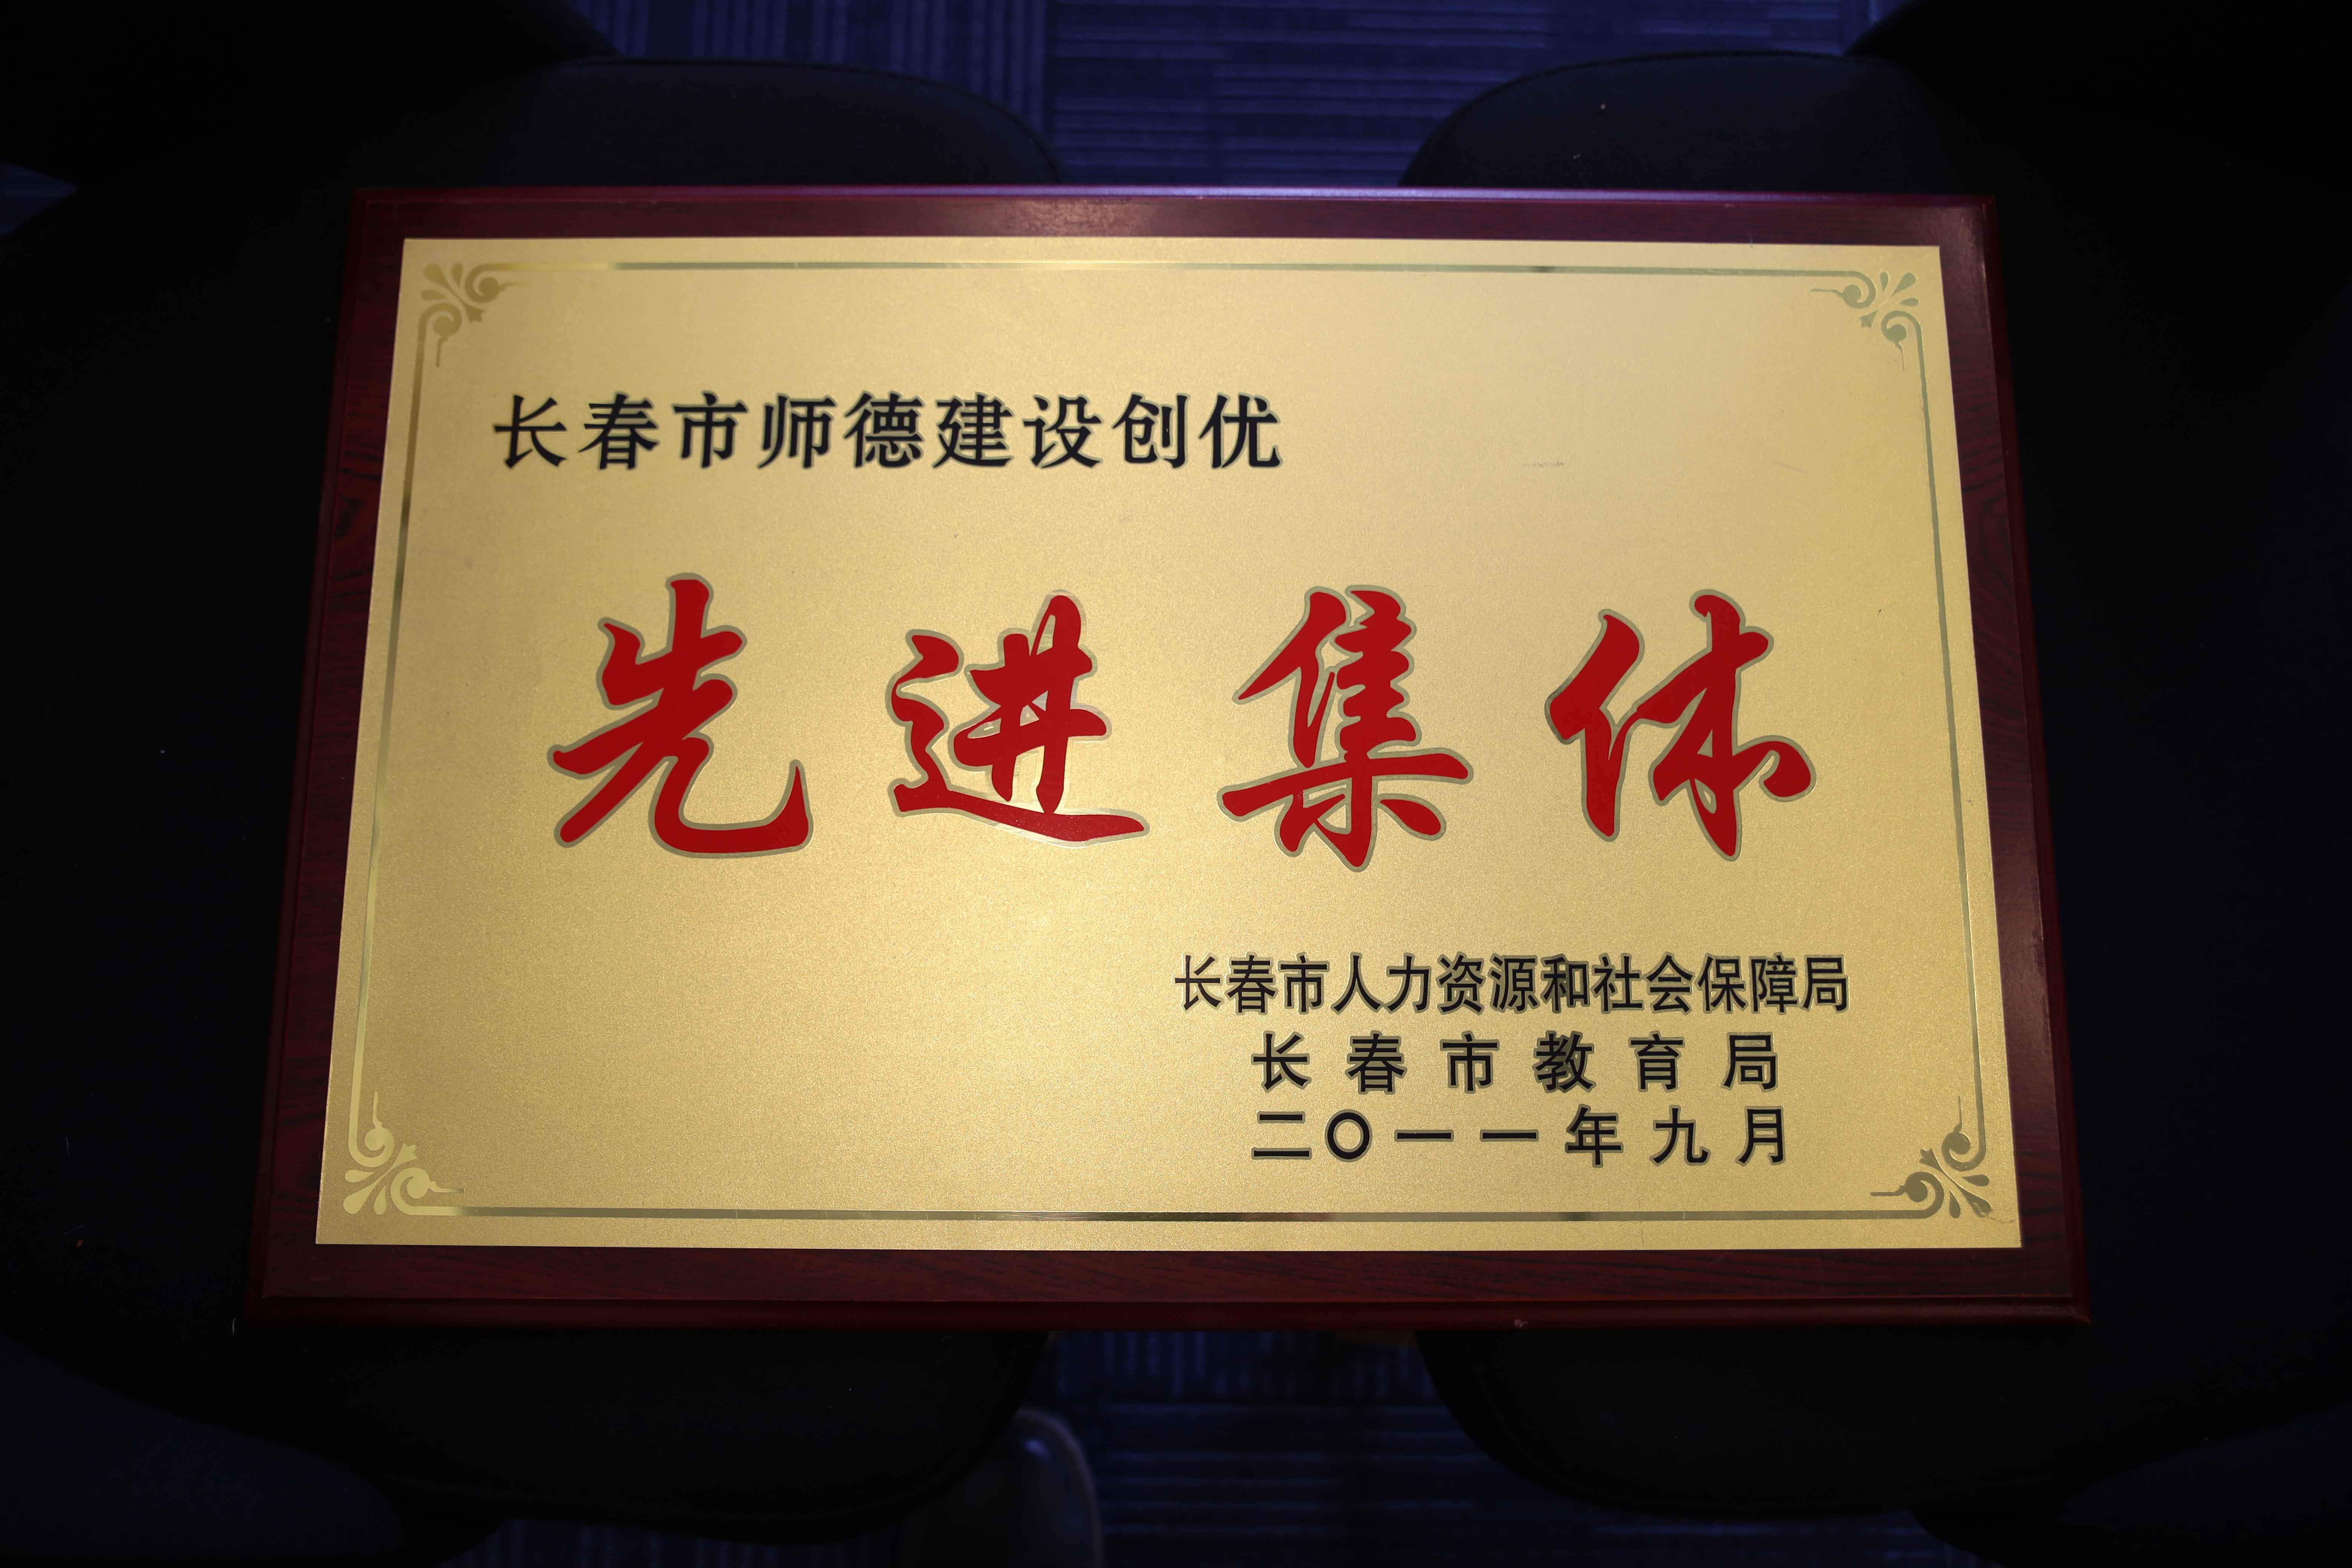 长春市师德建设创优
先进集体
长春市人力资源和社会保障局
长春市教育局
二〇一一年九月